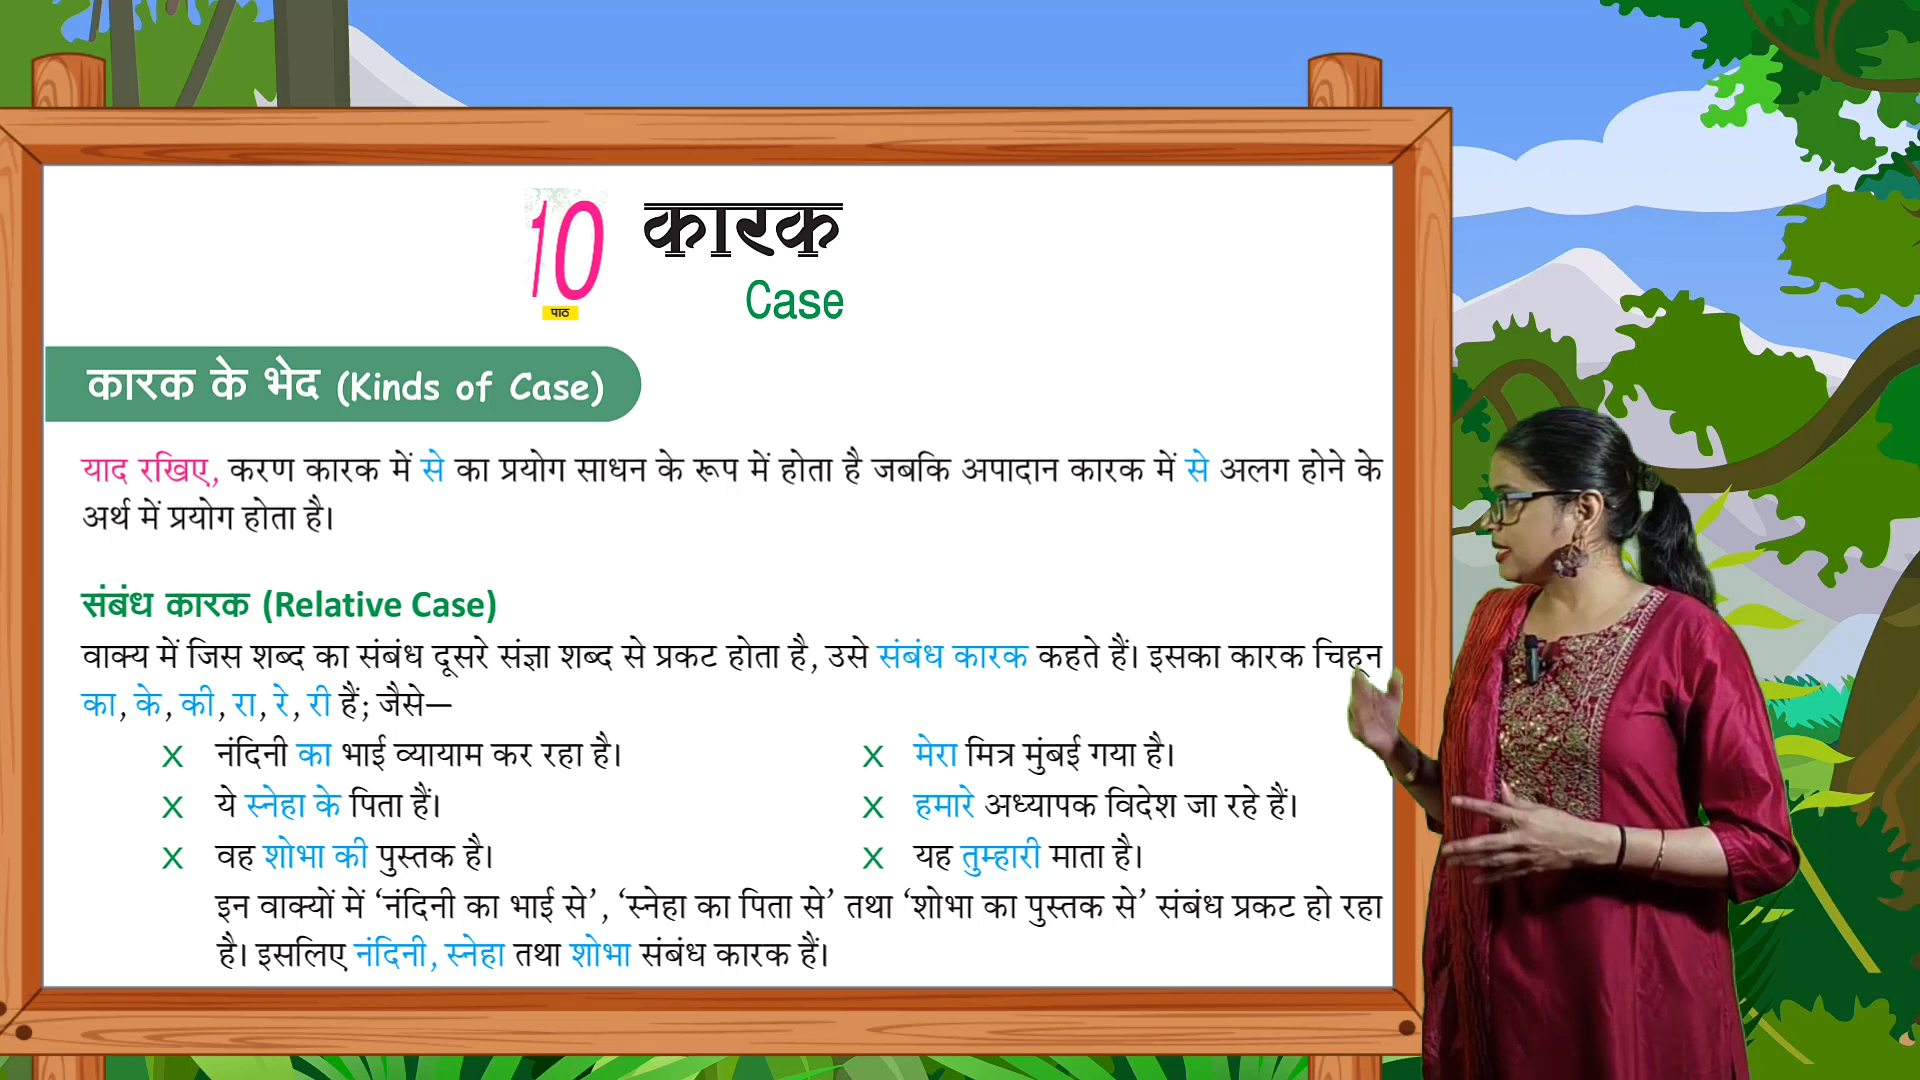 10
पाठ
कारक
Case
कारक के भेद (Kinds of Case)
याद रखिए, करण कारक में से का प्रयोग साधन के रूप में होता है जबकि अपादान कारक में से अलग होने के
अर्थ में प्रयोग होता है।
संबंध कारक (Relative Case)
वाक्य में जिस शब्द का संबंध दूसरे संज्ञा शब्द से प्रकट होता है, उसे संबंध कारक कहते हैं। इसका कारक चिह्न
का, के, की, रा, रे, री हैं; जैसे—
x नंदिनी का भाई व्यायाम कर रहा है।
x ये स्नेहा के पिता हैं।
x वह शोभा की पुस्तक है।
x मेरा मित्र मुंबई गया है।
x हमारे अध्यापक विदेश जा रहे हैं।
x यह तुम्हारी माता है।
इन वाक्यों में ‘नंदिनी का भाई से’, ‘स्नेहा का पिता से’ तथा ‘शोभा का पुस्तक से’ संबंध प्रकट हो रहा
है। इसलिए नंदिनी, स्नेहा तथा शोभा संबंध कारक हैं।